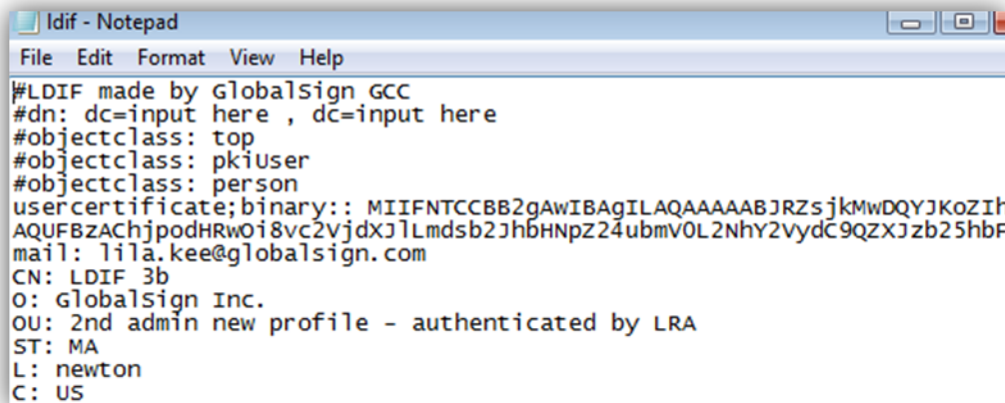 ldif - Notepad
File Edit Format View Help
#LDIF made by GlobalSign GCC
#dn: dc=input here , dc=input here
#objectclass: top
#objectclass: pkiUser
#objectclass: person
usercertificate;binary:: MIIFNTCCBB2gAwIBAgILAQAAAAABJRZsjkMwDQYJKoZIh
AQUFBzAChjpodHRwOi8vc2VjdXJlLmdsb2JhbHNpZ24ubmV0L2NhY2VydC9QZXJzb25hbF
mail: lila.kee@globalsign.com
CN: LDIF 3b
O: GlobalSign Inc.
OU: 2nd admin new profile – authenticated by LRA
ST: MA
L: newton
C: US